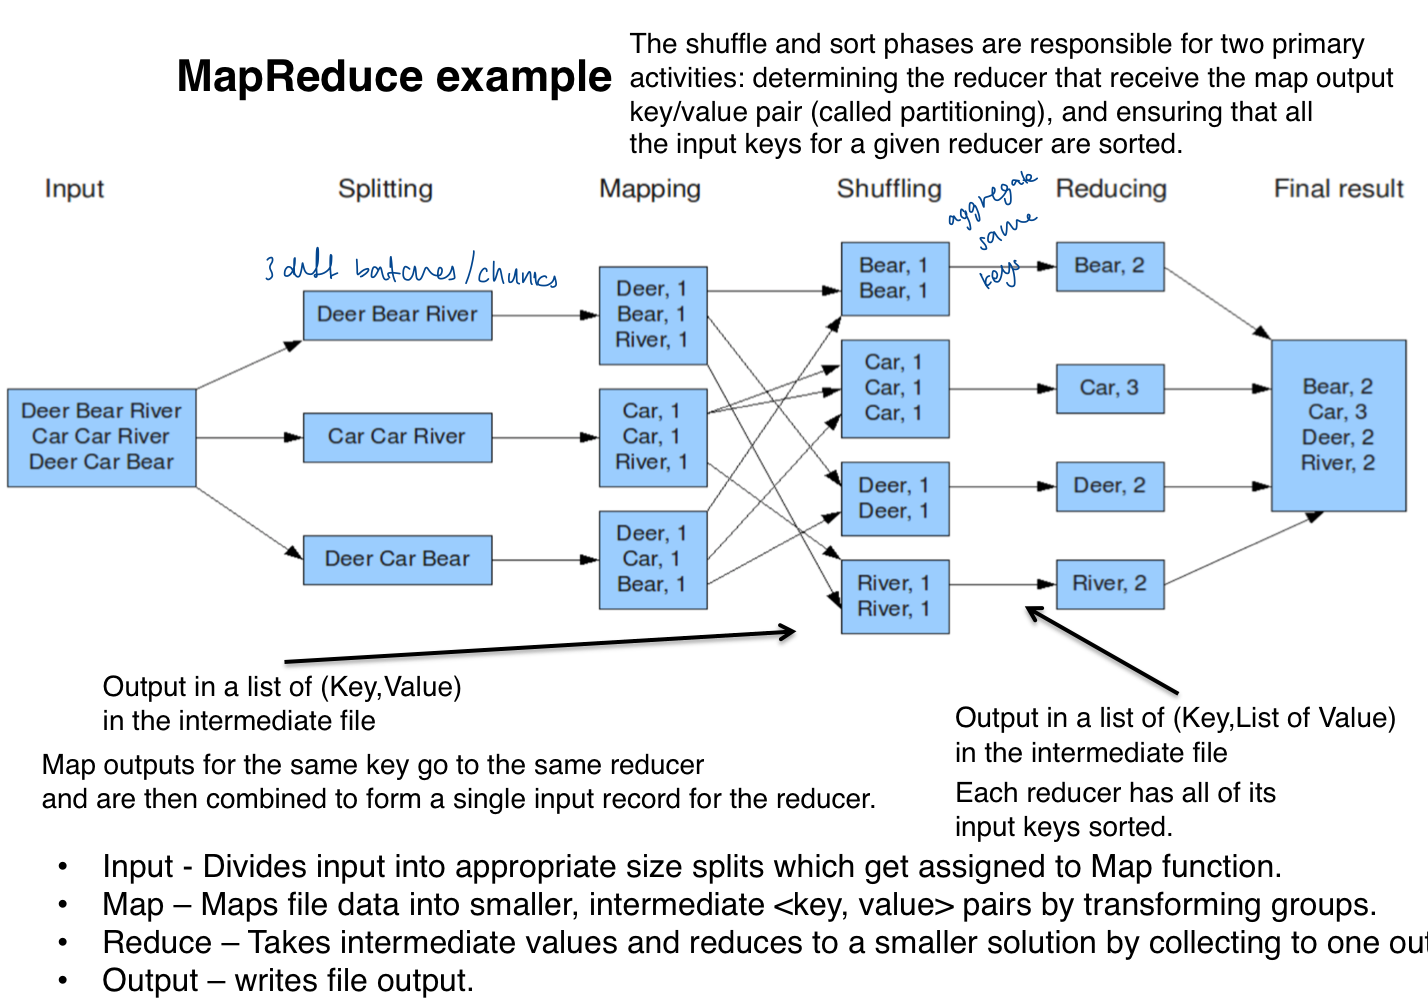 MapReduce example
The shuffle and sort phases are responsible for two primary
activities: determining the reducer that receive the map output
key/value pair (called partitioning), and ensuring that all
the input keys for a given reducer are sorted.
Input
Splitting
Mapping
Shuffling
Reducing
Final result
aggregate
same
keys
3 diff batches/chunks
Deer Bear River
Car Car River
Deer Car Bear
Deer Bear River
Car Car River
Deer Car Bear
Deer, 1
Bear, 1
River, 1
Car, 1
Car, 1
River, 1
Deer, 1
Car, 1
Bear, 1
Bear, 1
Bear, 1
Car, 1
Car, 1
Car, 1
Deer, 1
Deer, 1
River, 1
River, 1
Bear, 2
Car, 3
Deer, 2
River, 2
Bear, 2
Car, 3
Deer, 2
River, 2
Output in a list of (Key,Value)
in the intermediate file
Map outputs for the same key go to the same reducer
and are then combined to form a single input record for the reducer.
Output in a list of (Key,List of Value)
in the intermediate file
Each reducer has all of its
input keys sorted.
• Input - Divides input into appropriate size splits which get assigned to Map function.
• Map – Maps file data into smaller, intermediate <key, value> pairs by transforming groups.
• Reduce – Takes intermediate values and reduces to a smaller solution by collecting to one out
• Output – writes file output.